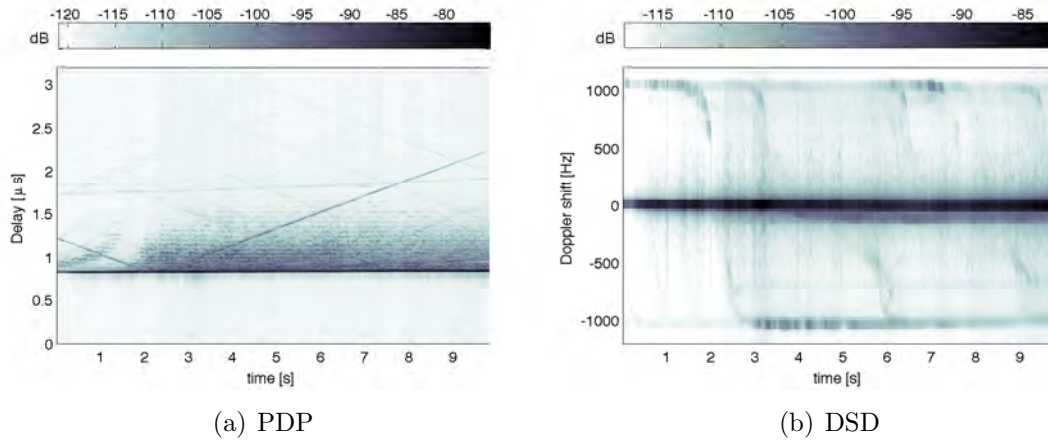 -120 -115 -110 -105 -100 -95 -90 -85 -80
dB
3
2.5
2
1.5
1
0.5
0
Delay [μ s]
1 2 3 4 5 6 7 8 9
time [s]
(a) PDP
-115 -110 -105 -100 -95 -90 -85
dB
1000
500
0
-500
-1000
Doppler shift [Hz]
1 2 3 4 5 6 7 8 9
time [s]
(b) DSD